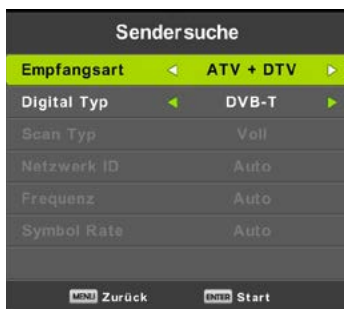 Sendersuche
Empfangsart ATV + DTV
Digital Typ DVB-T
Scan Typ Voll
Netzwerk ID Auto
Frequenz Auto
Symbol Rate Auto
MENU Zurück ENTER Start